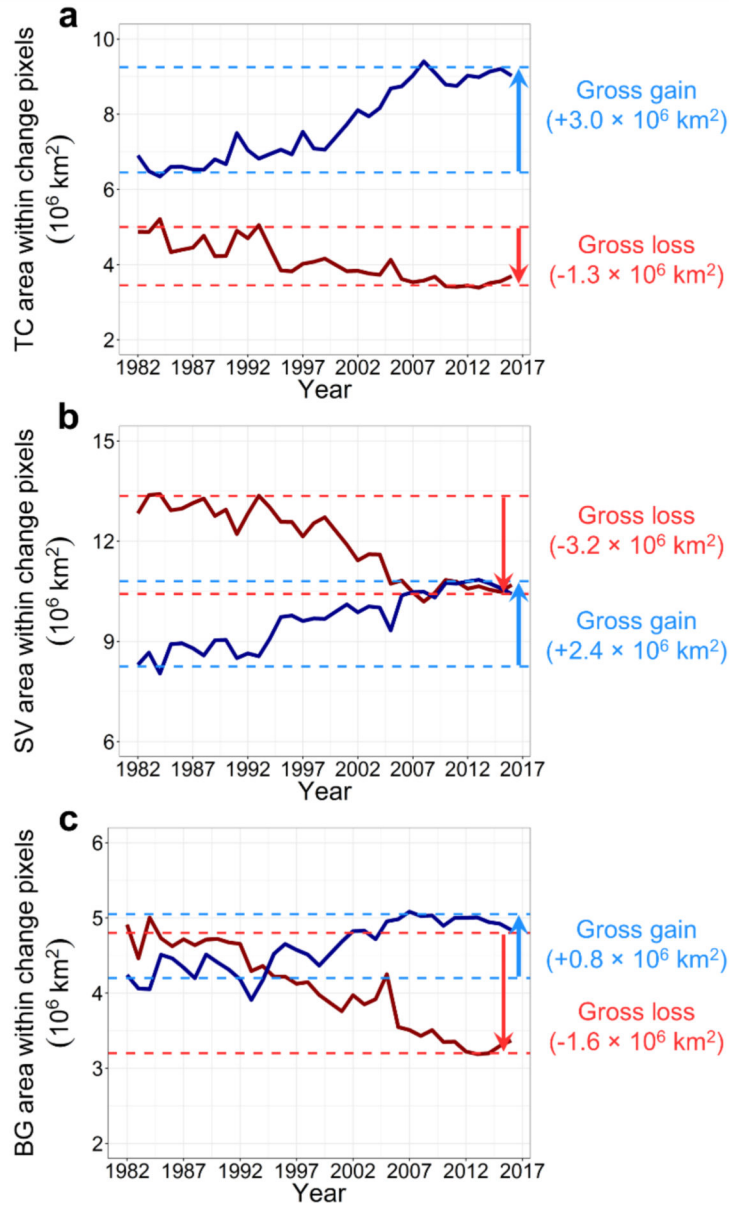 a
TC area within change pixels
(10⁶ km²)
10
8
6
4
2
1982 1987 1992 1997 2002 2007 2012 2017
Year
Gross gain
(+3.0 × 10⁶ km²)
Gross loss
(-1.3 × 10⁶ km²)
b
SV area within change pixels
(10⁶ km²)
15
12
9
6
1982 1987 1992 1997 2002 2007 2012 2017
Year
Gross loss
(-3.2 × 10⁶ km²)
Gross gain
(+2.4 × 10⁶ km²)
c
BG area within change pixels
(10⁶ km²)
6
5
4
3
2
1982 1987 1992 1997 2002 2007 2012 2017
Year
Gross gain
(+0.8 × 10⁶ km²)
Gross loss
(-1.6 × 10⁶ km²)